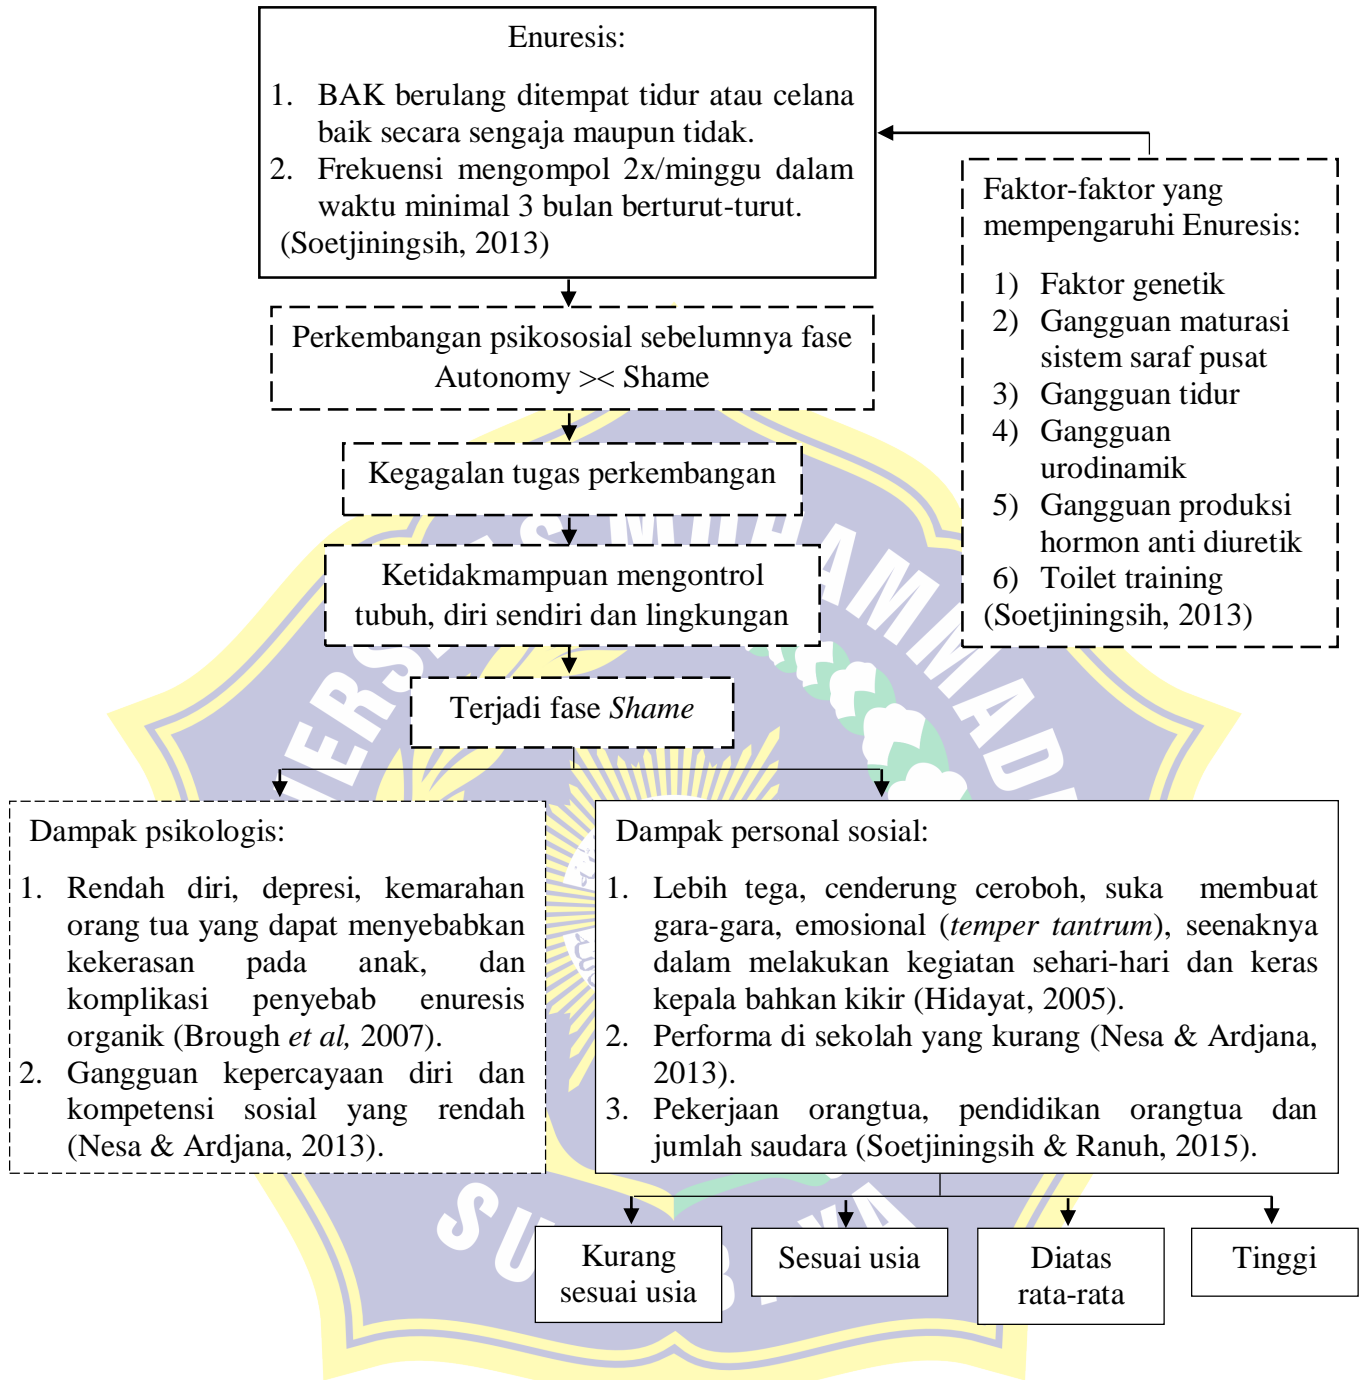 Enuresis:
1. BAK berulang ditempat tidur atau celana
baik secara sengaja maupun tidak.
2. Frekuensi mengompol 2x/minggu dalam
waktu minimal 3 bulan berturut-turut.
(Soetjiningsih, 2013)
Faktor-faktor yang
mempengaruhi Enuresis:
1) Faktor genetik
2) Gangguan maturasi
sistem saraf pusat
3) Gangguan tidur
4) Gangguan
urodinamik
5) Gangguan produksi
hormon anti diuretik
6) Toilet training
(Soetjiningsih, 2013)
Perkembangan psikososial sebelumnya fase
Autonomy >< Shame
Kegagalan tugas perkembangan
Ketidakmampuan mengontrol
tubuh, diri sendiri dan lingkungan
Terjadi fase Shame
Dampak psikologis:
1. Rendah diri, depresi, kemarahan
orang tua yang dapat menyebabkan
kekerasan pada anak, dan
komplikasi penyebab enuresis
organik (Brough et al, 2007).
2. Gangguan kepercayaan diri dan
kompetensi sosial yang rendah
(Nesa & Ardjana, 2013).
Dampak personal sosial:
1. Lebih tega, cenderung ceroboh, suka membuat
gara-gara, emosional (temper tantrum), seenaknya
dalam melakukan kegiatan sehari-hari dan keras
kepala bahkan kikir (Hidayat, 2005).
2. Performa di sekolah yang kurang (Nesa & Ardjana,
2013).
3. Pekerjaan orangtua, pendidikan orangtua dan
jumlah saudara (Soetjiningsih & Ranuh, 2015).
Kurang
sesuai usia
Sesuai usia
Diatas
rata-rata
Tinggi